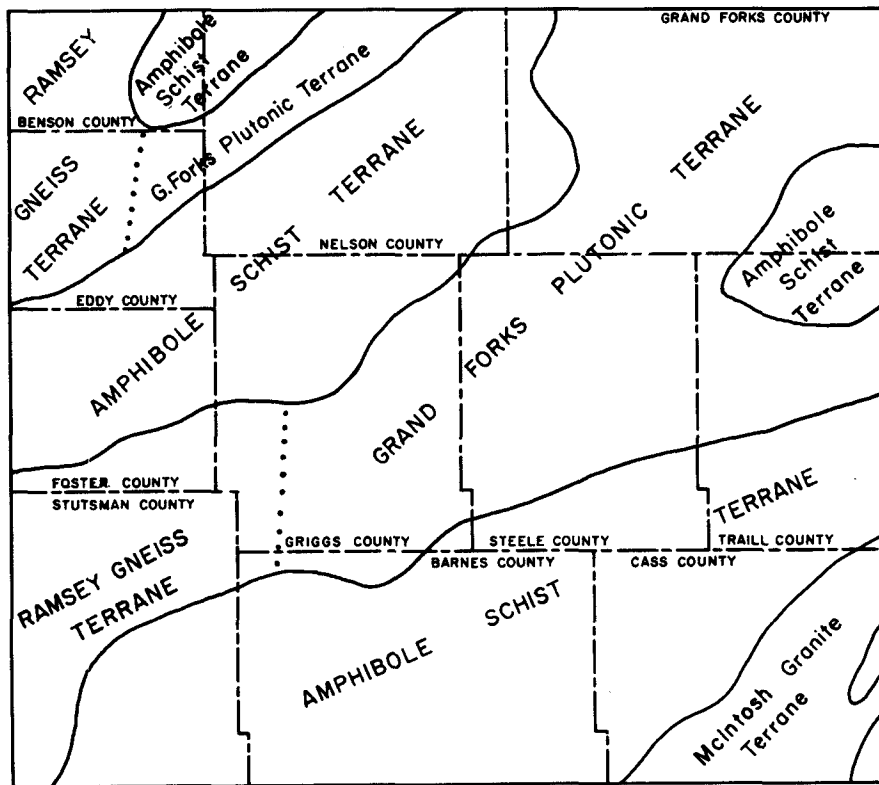 GRAND FORKS COUNTY
RAMSEY
Amphibole
Schist
Terrane
BENSON COUNTY
G. Forks Plutonic Terrane
GNEISS
TERRANE
SCHIST TERRANE
NELSON COUNTY
PLUTONIC TERRANE
Amphibole
Schist
Terrane
EDDY COUNTY
AMPHIBOLE
GRAND FORKS
FOSTER COUNTY
STUTSMAN COUNTY
TERRANE
GRIGGS COUNTY
STEELE COUNTY
TRAILL COUNTY
BARNES COUNTY
CASS COUNTY
RAMSEY GNEISS
TERRANE
AMPHIBOLE SCHIST
McIntosh Granite
Terrane